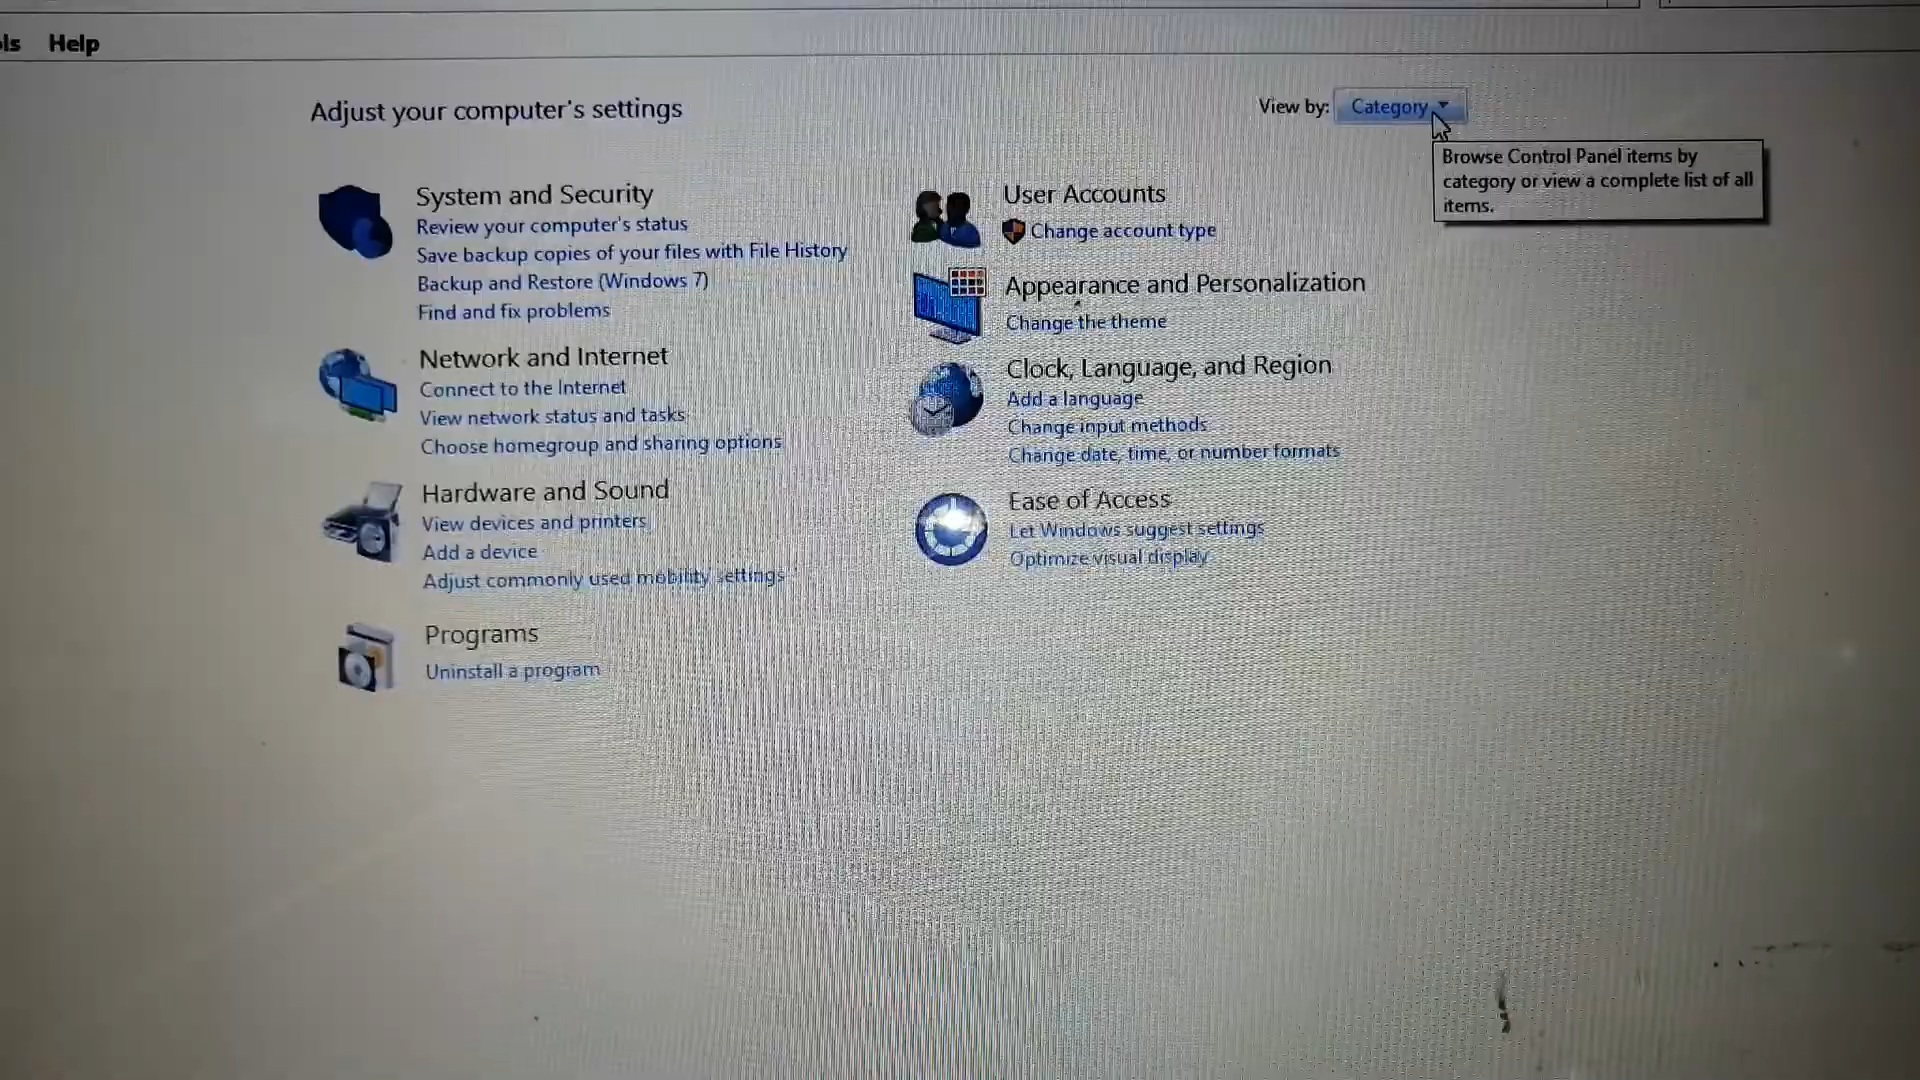 Help
Adjust your computer's settings
View by: Category
Browse Control Panel items by
category or view a complete list of all
items.
System and Security
Review your computer's status
Save backup copies of your files with File History
Backup and Restore (Windows 7)
Find and fix problems
Network and Internet
Connect to the Internet
View network status and tasks
Choose homegroup and sharing options
Hardware and Sound
View devices and printers
Add a device
Adjust commonly used mobility settings
Programs
Uninstall a program
User Accounts
Change account type
Appearance and Personalization
Change the theme
Clock, Language, and Region
Add a language
Change input methods
Change date, time, or number formats
Ease of Access
Let Windows suggest settings
Optimize visual display